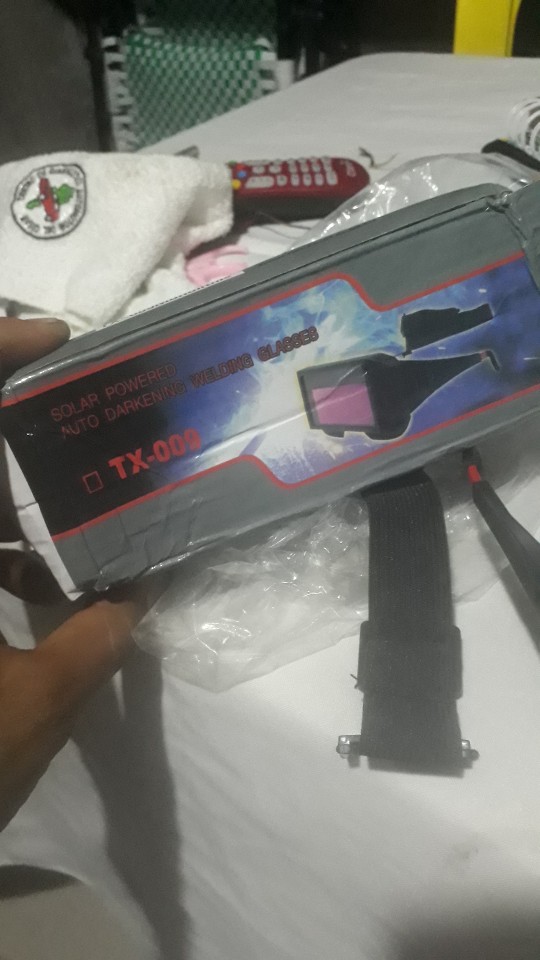 SOLAR POWERED
AUTO DARKENING WELDING GLASSES
TX-009